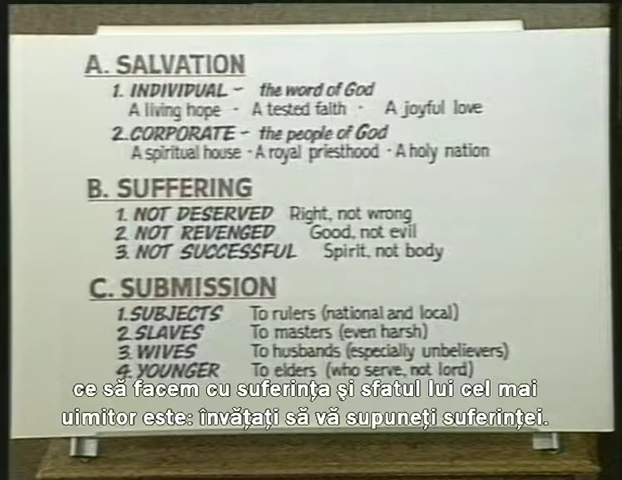 A. SALVATION
1. INDIVIDUAL - the word of God
A living hope - A tested faith - A joyful love
2. CORPORATE - the people of God
A spiritual house - A royal priesthood - A holy nation
B. SUFFERING
1. NOT DESERVED Right, not wrong
2. NOT REVENGED Good, not evil
3. NOT SUCCESSFUL Spirit, not body
C. SUBMISSION
1. SUBJECTS To rulers (national and local)
2. SLAVES To masters (even harsh)
3. WIVES To husbands (especially unbelievers)
4. YOUNGER To elders (who serve, not lord)
ce să facem cu suferința şi sfatul lui cel mai
uimitor este: învățați să vă supuneți suferinței.